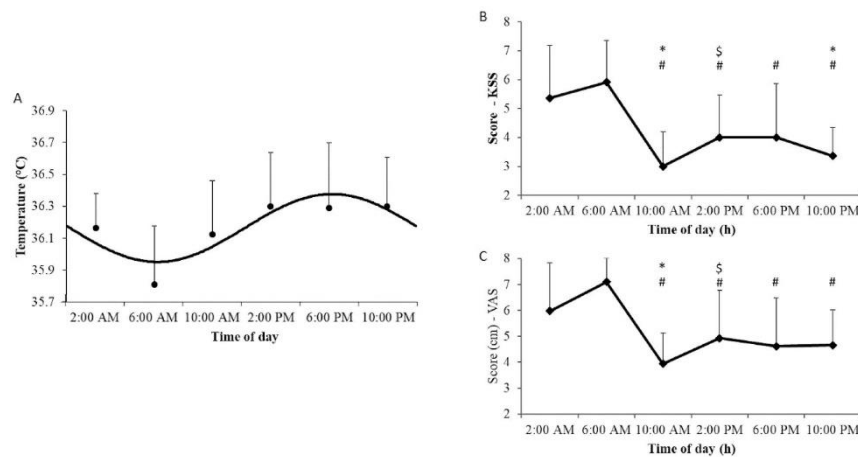 A
36.9
36.7
36.5
36.3
36.1
35.9
35.7
Temperature (°C)
2:00 AM 6:00 AM 10:00 AM 2:00 PM 6:00 PM 10:00 PM
Time of day
B
8
7
6
5
4
3
2
Score - KSS
* $ *
# # # #
2:00 AM 6:00 AM 10:00 AM 2:00 PM 6:00 PM 10:00 PM
Time of day (h)
C
8
7
6
5
4
3
2
Score (cm) - VAS
* $
# # # #
2:00 AM 6:00 AM 10:00 AM 2:00 PM 6:00 PM 10:00 PM
Time of day (h)